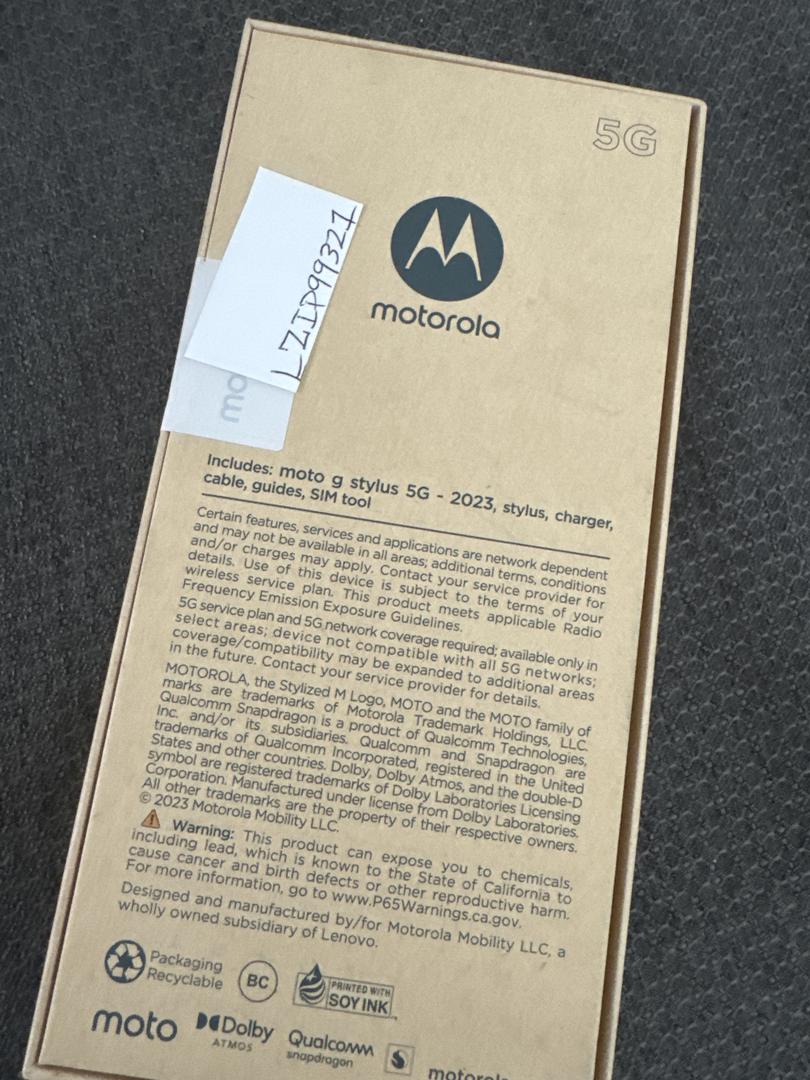 5G
motorola
LZIP99321
mo
Includes: moto g stylus 5G - 2023, stylus, charger,
cable, guides, SIM tool
Certain features, services and applications are network dependent
and may not be available in all areas; additional terms, conditions
and/or charges may apply. Contact your service provider for
details. Use of this device is subject to the terms of your
wireless service plan. This product meets applicable Radio
Frequency Emission Exposure Guidelines.
5G service plan and 5G network coverage required; available only in
select areas; device not compatible with all 5G networks;
coverage/compatibility may be expanded to additional areas
in the future. Contact your service provider for details.
MOTOROLA, the Stylized M Logo, MOTO and the MOTO family of
marks are trademarks of Motorola Trademark Holdings, LLC.
Qualcomm Snapdragon is a product of Qualcomm Technologies,
Inc. and/or its subsidiaries. Qualcomm and Snapdragon are
trademarks of Qualcomm Incorporated, registered in the United
States and other countries. Dolby, Dolby Atmos, and the double-D
symbol are registered trademarks of Dolby Laboratories Licensing
Corporation. Manufactured under license from Dolby Laboratories.
All other trademarks are the property of their respective owners.
© 2023 Motorola Mobility LLC.
Warning: This product can expose you to chemicals,
including lead, which is known to the State of California to
cause cancer and birth defects or other reproductive harm.
For more information, go to www.P65Warnings.ca.gov.
Designed and manufactured by/for Motorola Mobility LLC, a
wholly owned subsidiary of Lenovo.
Packaging
Recyclable
BC
PRINTED WITH
SOY INK
moto
Dolby
ATMOS
Qualcomm
snapdragon
motorola